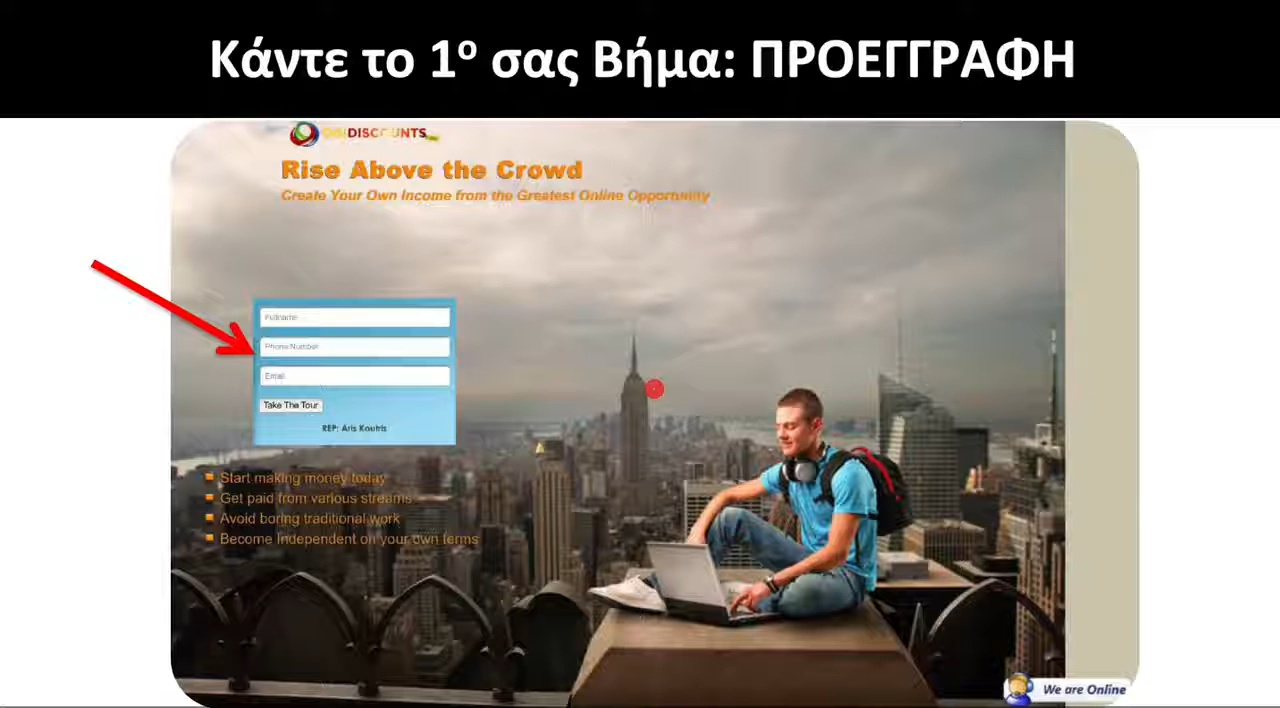 Κάντε το 1ο σας Βήμα: ΠΡΟΕΓΓΡΑΦΗ
Rise Above the Crowd
Create Your Own Income from the Greatest Online Opportunity
Fullname
Phone Number
Email
Take The Tour
REP: Aris Koutris
Start making money today
Get paid from various streams
Avoid boring traditional work
Become Independent on your own terms
We are Online